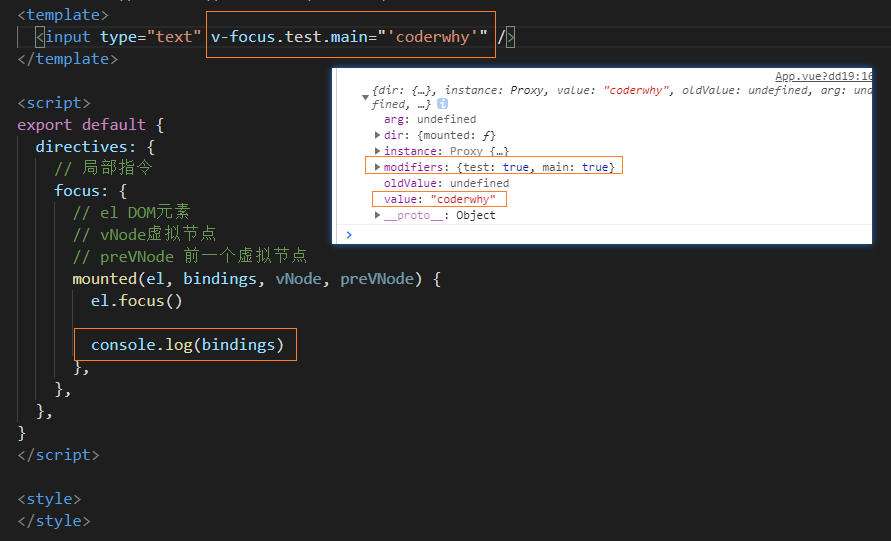 <template>
<input type="text" v-focus.test.main="'coderwhy'" />
</template>
<script>
export default {
directives: {
// 局部指令
focus: {
// el DOM元素
// vNode虚拟节点
// preVNode 前一个虚拟节点
mounted(el, bindings, vNode, preVNode) {
el.focus()
console.log(bindings)
},
},
},
}
</script>
<style>
</style>
App.vue?dd19:16
{dir: {…}, instance: Proxy, value: "coderwhy", oldValue: undefined, arg: und
fined, …}
arg: undefined
dir: {mounted: ƒ}
instance: Proxy {…}
modifiers: {test: true, main: true}
oldValue: undefined
value: "coderwhy"
__proto__: Object